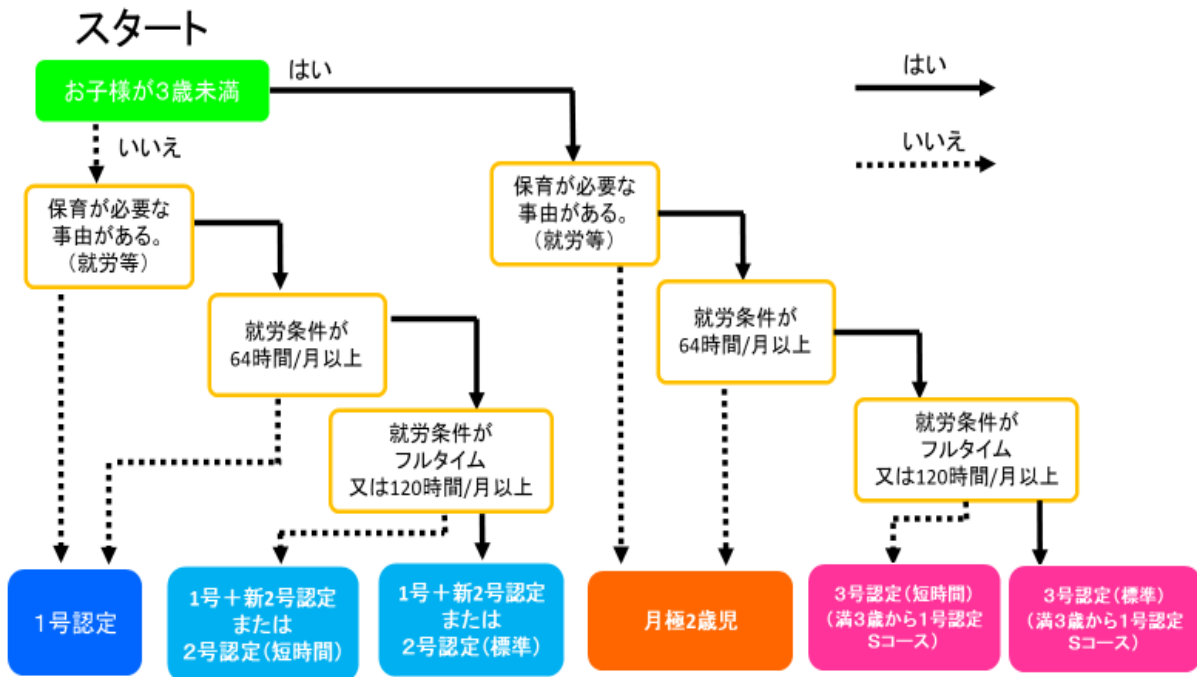 スタート
お子様が3歳未満
はい
いいえ
はい
いいえ
保育が必要な
事由がある。
(就労等)
保育が必要な
事由がある。
(就労等)
就労条件が
64時間/月以上
就労条件が
64時間/月以上
就労条件が
フルタイム
又は120時間/月以上
就労条件が
フルタイム
又は120時間/月以上
1号認定
1号＋新2号認定
または
2号認定(短時間)
1号＋新2号認定
または
2号認定(標準)
月極2歳児
3号認定(短時間)
(満3歳から1号認定
Sコース)
3号認定(標準)
(満3歳から1号認定
Sコース)